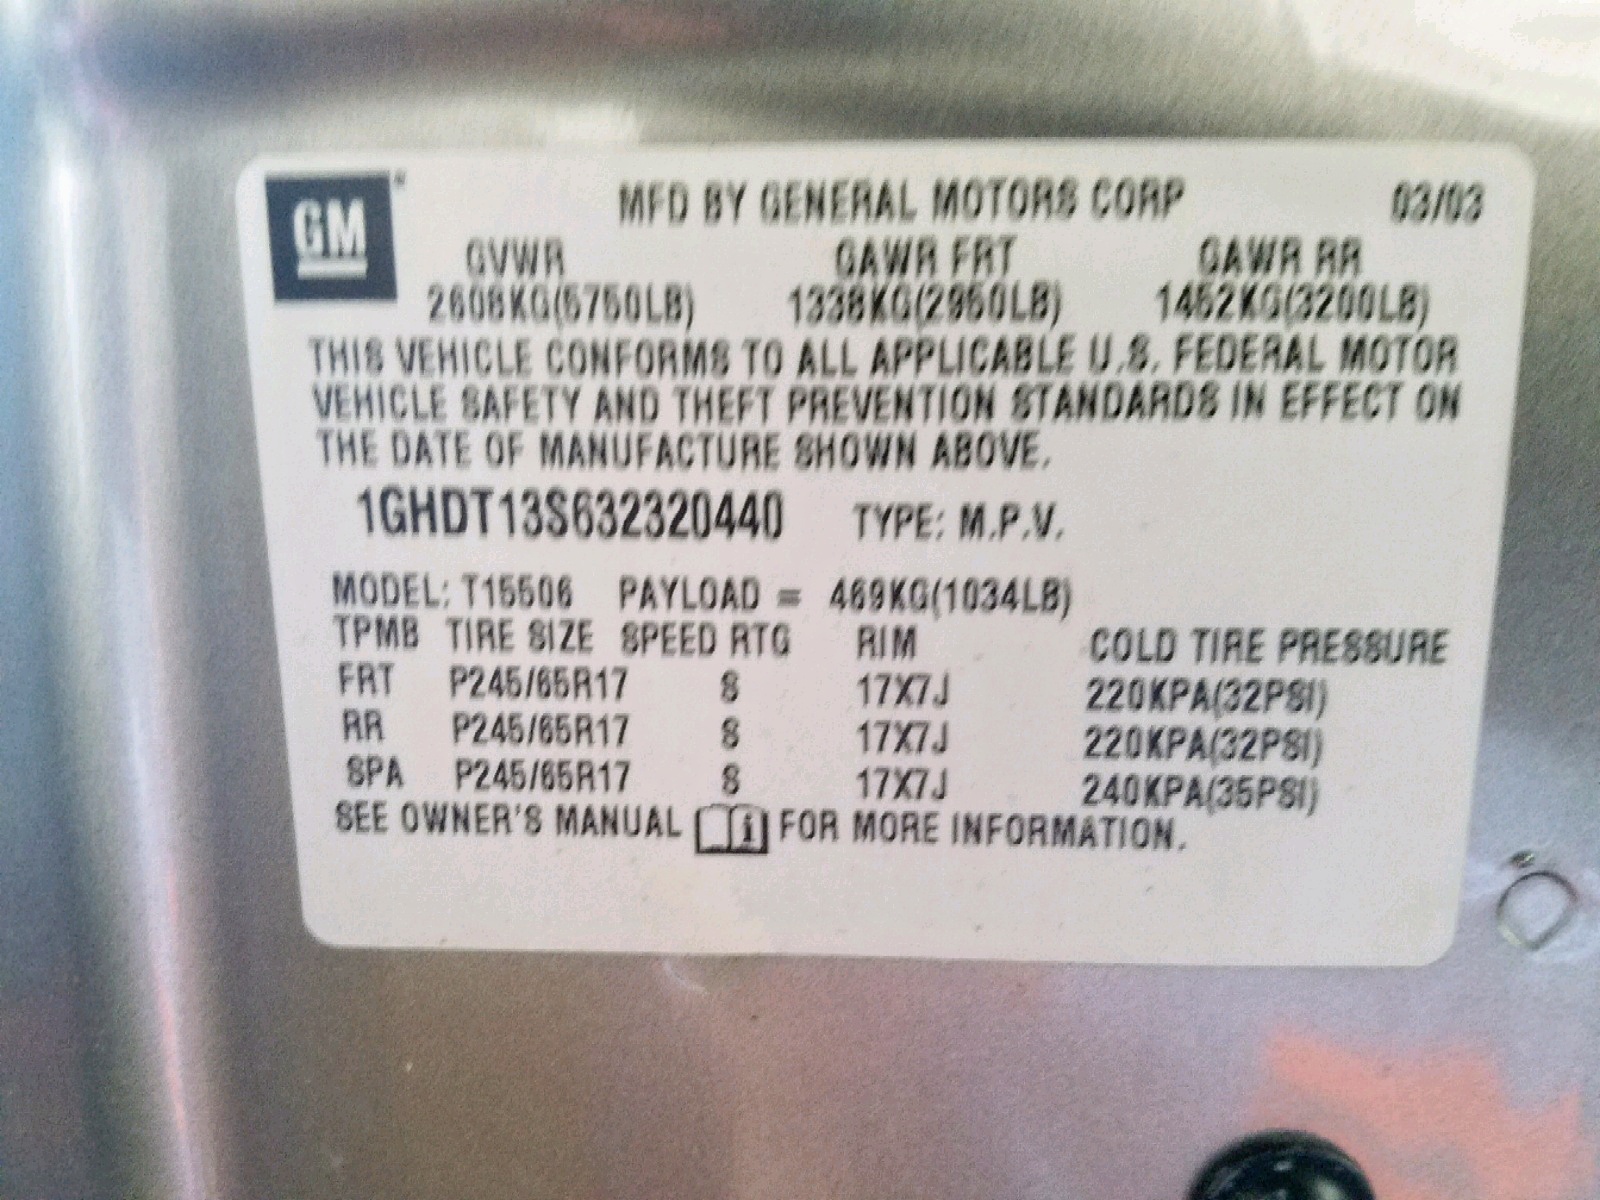 GM
MFD BY GENERAL MOTORS CORP 03/03
GVWR GAWR FRT GAWR RR
2608KG(5750LB) 1338KG(2950LB) 1452KG(3200LB)
THIS VEHICLE CONFORMS TO ALL APPLICABLE U.S. FEDERAL MOTOR
VEHICLE SAFETY AND THEFT PREVENTION STANDARDS IN EFFECT ON
THE DATE OF MANUFACTURE SHOWN ABOVE.
1GHDT13S632320440 TYPE: M.P.V.
MODEL: T15506 PAYLOAD = 469KG(1034LB)
TPMB TIRE SIZE SPEED RTG RIM COLD TIRE PRESSURE
FRT P245/65R17 S 17X7J 220KPA(32PSI)
RR P245/65R17 S 17X7J 220KPA(32PSI)
SPA P245/65R17 S 17X7J 240KPA(35PSI)
SEE OWNER'S MANUAL i FOR MORE INFORMATION.